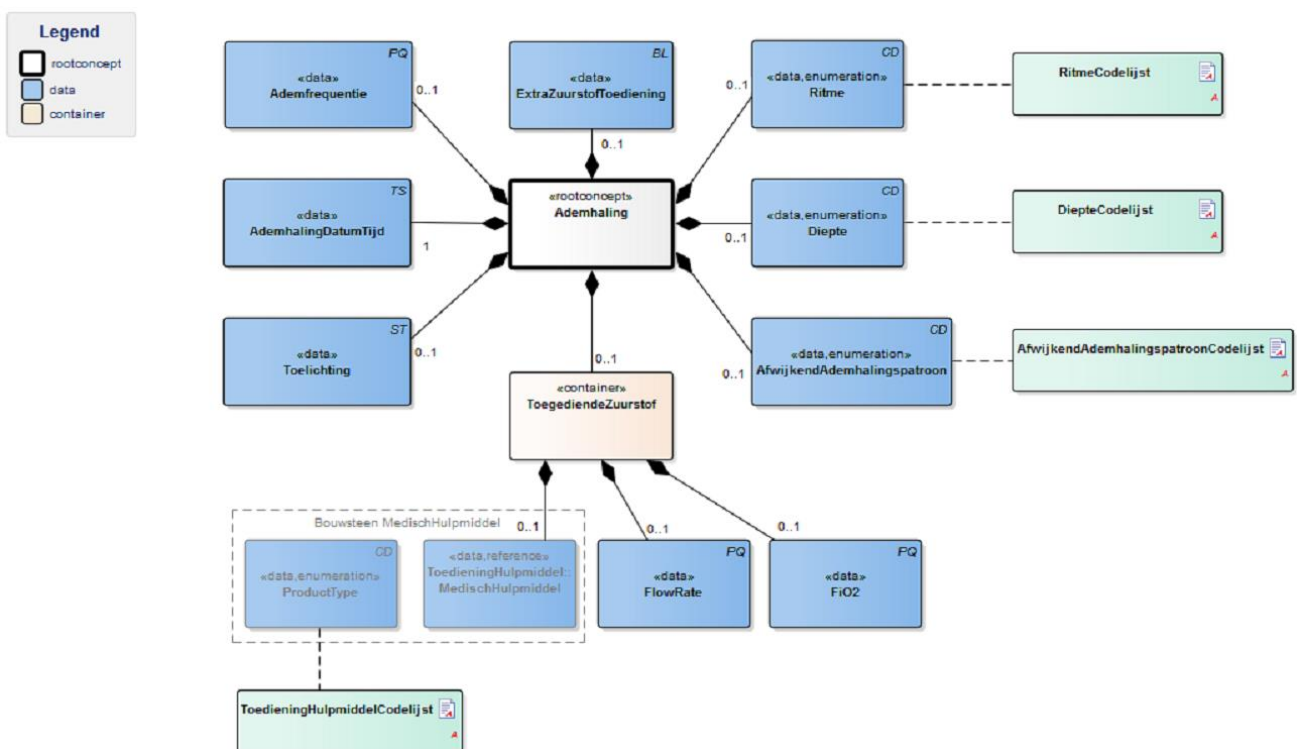 Legend
rootconcept
data
container
PQ
«data»
Ademfrequentie
0..1
BL
«data»
ExtraZuurstofToediening
0..1
CD
«data,enumeration»
Ritme
0..1
RitmeCodelijst
A
TS
«data»
AdemhalingDatumTijd
1
«rootconcept»
Ademhaling
CD
«data,enumeration»
Diepte
0..1
DiepteCodelijst
A
ST
«data»
Toelichting
0..1
0..1
CD
«data,enumeration»
AfwijkendAdemhalingspatroon
0..1
AfwijkendAdemhalingspatroonCodelijst
A
«container»
ToegediendeZuurstof
Bouwsteen MedischHulpmiddel
0..1
0..1
0..1
CD
«data,enumeration»
ProductType
«data,reference»
ToedieningHulpmiddel::
MedischHulpmiddel
PQ
«data»
FlowRate
PQ
«data»
FiO2
ToedieningHulpmiddelCodelijst
A